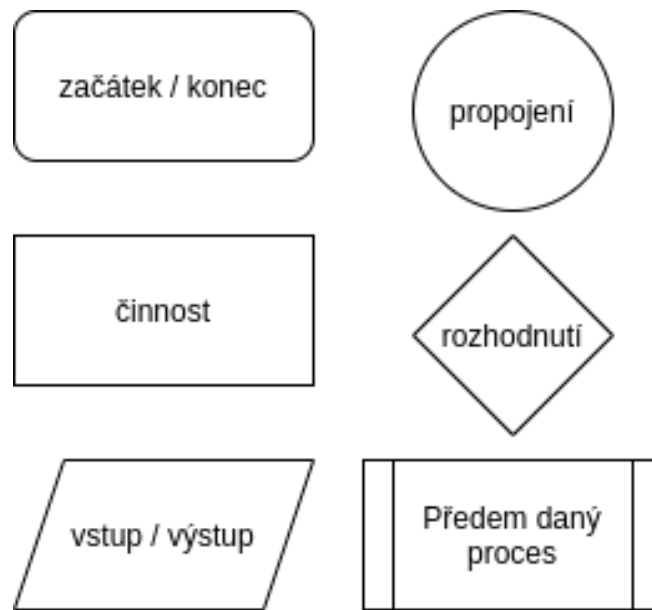 začátek / konec
propojení
činnost
rozhodnutí
vstup / výstup
Předem daný
proces